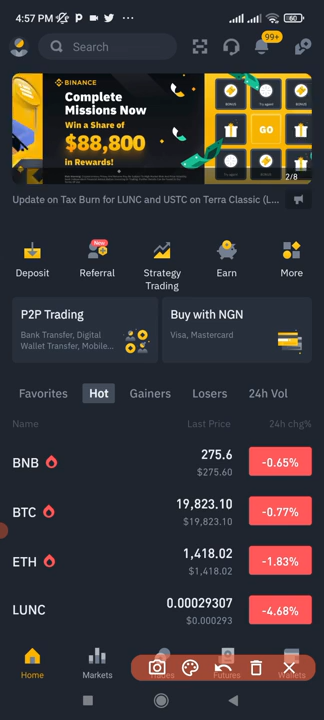 4:57 PM
60
Search
99+
BINANCE
Complete
Missions Now
Win a Share of
$88,800
in Rewards!
GO
2/8
Update on Tax Burn for LUNC and USTC on Terra Classic (L...
New
Deposit
Referral
Strategy
Trading
Earn
More
P2P Trading
Bank Transfer, Digital
Wallet Transfer, Mobile...
Buy with NGN
Visa, Mastercard
Favorites Hot Gainers Losers 24h Vol
Name Last Price 24h chg%
BNB 275.6 -0.65%
$275.60
BTC 19,823.10 -0.77%
$19,823.10
ETH 1,418.02 -1.83%
$1,418.02
LUNC 0.00029307 -4.68%
$0.000293
Home Markets Trades Futures Wallets